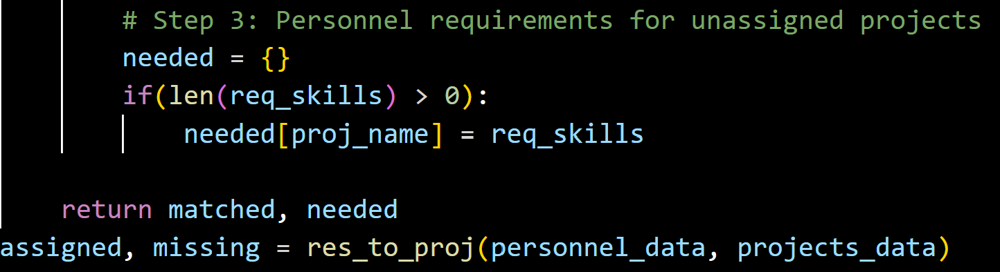 # Step 3: Personnel requirements for unassigned projects
needed = {}
if(len(req_skills) > 0):
needed[proj_name] = req_skills
return matched, needed
assigned, missing = res_to_proj(personnel_data, projects_data)